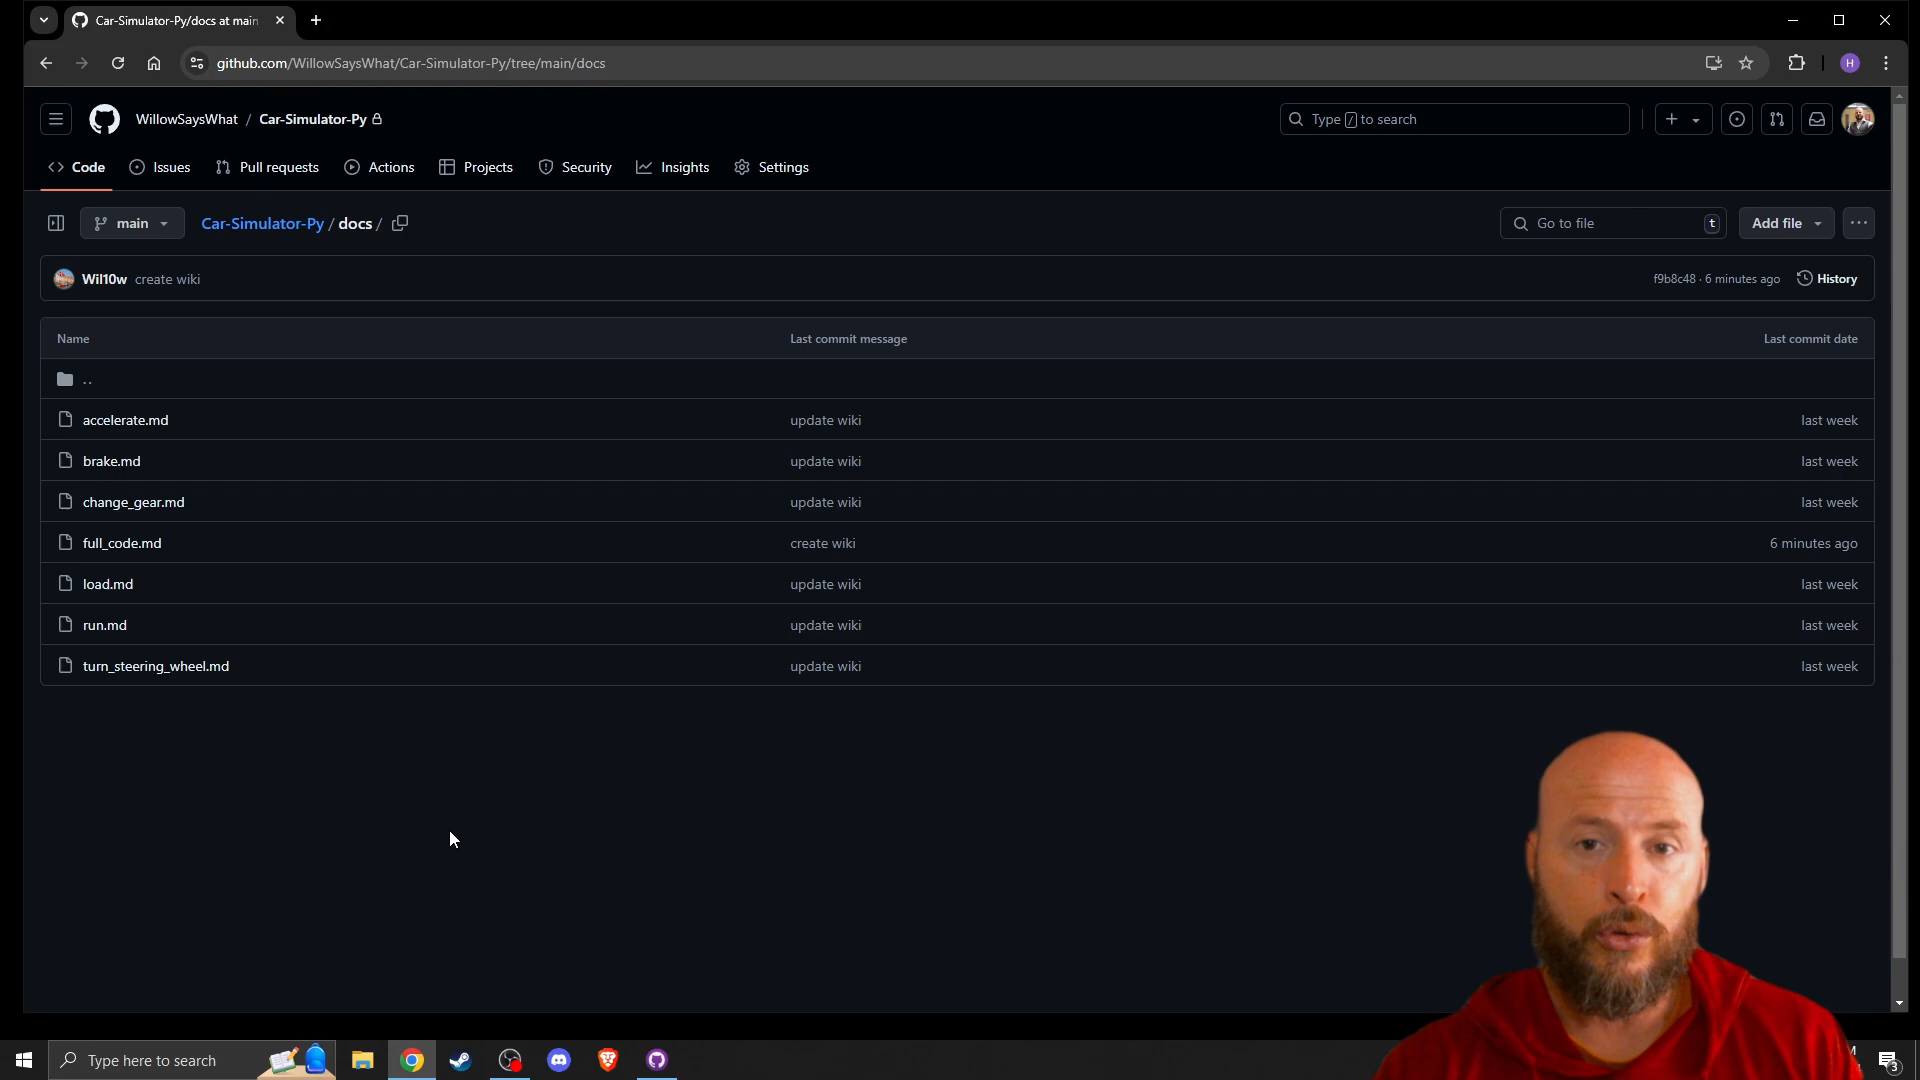 Car-Simulator-Py/docs at main
github.com/WillowSaysWhat/Car-Simulator-Py/tree/main/docs
H
WillowSaysWhat / Car-Simulator-Py
Type / to search
Code Issues Pull requests Actions Projects Security Insights Settings
main Car-Simulator-Py / docs /
Go to file t
Add file
Wil10w create wiki f9b8c48 · 6 minutes ago History
Name Last commit message Last commit date
..
accelerate.md update wiki last week
brake.md update wiki last week
change_gear.md update wiki last week
full_code.md create wiki 6 minutes ago
load.md update wiki last week
run.md update wiki last week
turn_steering_wheel.md update wiki last week
Type here to search
3